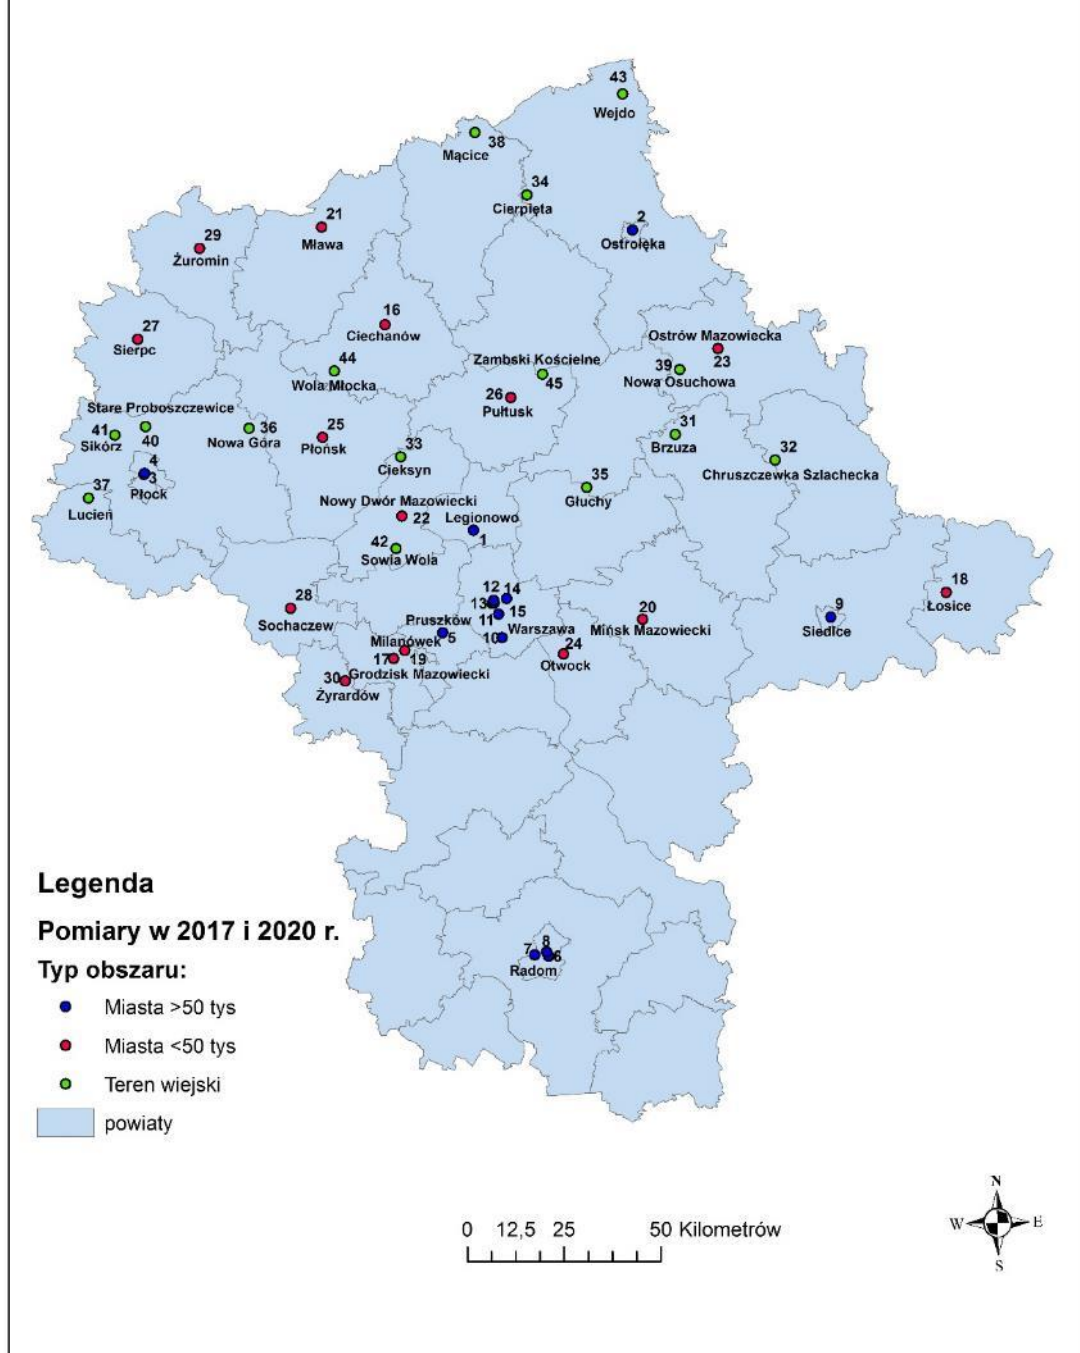 43
Wejdo
38
Mącice
34
Cierpięta
21
Mława
2
Ostrołęka
29
Żuromin
16
Ciechanów
27
Sierpc
Ostrów Mazowiecka
23
44
Wola Młocka
Zambski Kościelne
45
39
Nowa Osuchowa
26
Pułtusk
Stare Proboszczewice
40
41
Sikórz
36
Nowa Góra
25
Płońsk
31
Brzuza
33
Cieksyn
32
Chruszczewka Szlachecka
4
3
Płock
37
Lucień
35
Głuchy
Nowy Dwór Mazowiecki
22
Legionowo
1
42
Sowia Wola
28
Sochaczew
12
14
13
11
15
10
Warszawa
20
Mińsk Mazowiecki
9
Siedlce
18
Łosice
Pruszków
5
Milanówek
17
19
Grodzisk Mazowiecki
24
Otwock
30
Żyrardów
8
7
6
Radom
Legenda
Pomiary w 2017 i 2020 r.
Typ obszaru:
Miasta >50 tys
Miasta <50 tys
Teren wiejski
powiaty
0 12,5 25 50 Kilometrów
N
W E
S